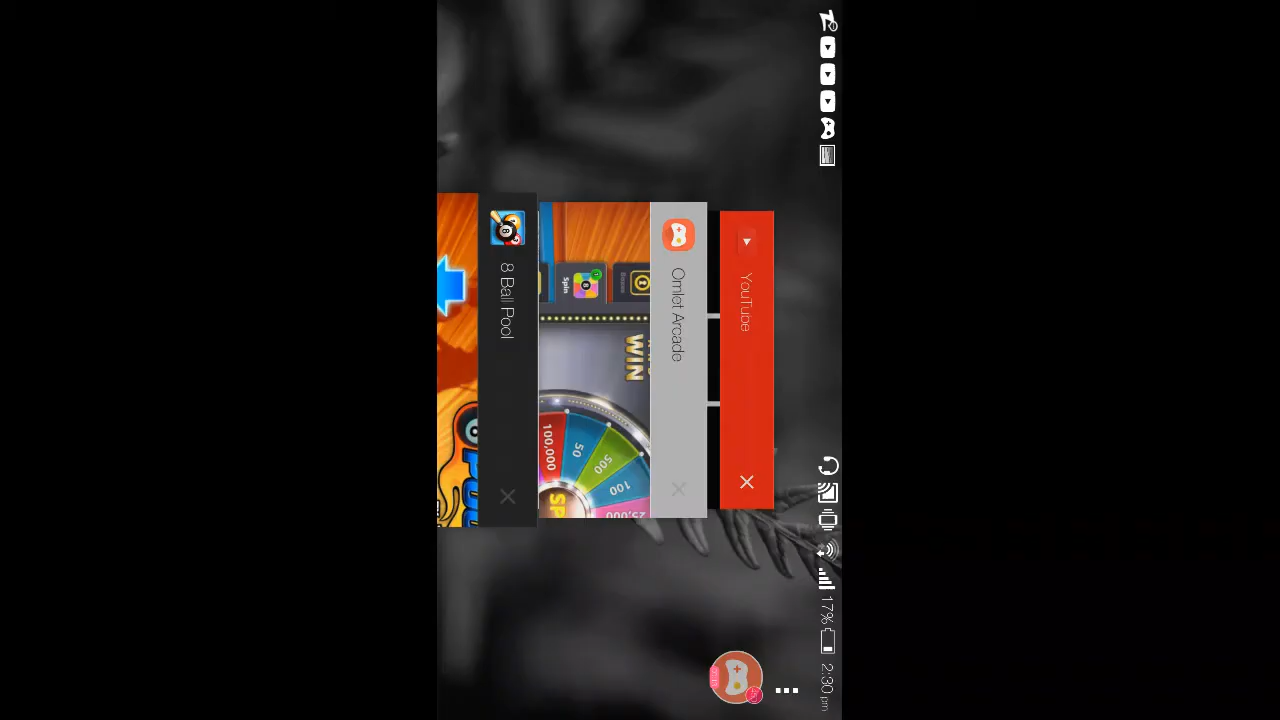 17% 2:30 pm
YouTube
Omlet Arcade
WIN
Spin
100,000
50
500
100
25,000
SP
8 Ball Pool